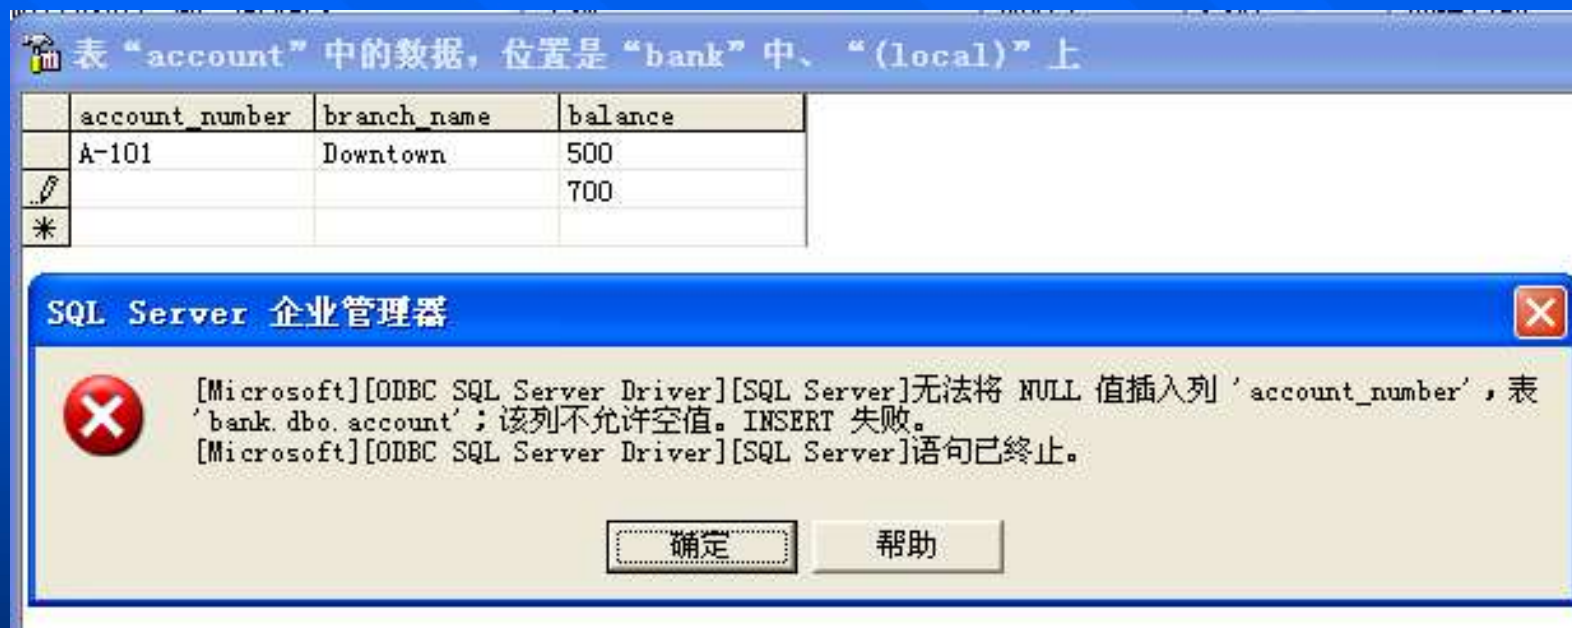 表“account”中的数据，位置是“bank”中、“(local)”上
account_number branch_name balance
A-101 Downtown 500
700
SQL Server 企业管理器
[Microsoft][ODBC SQL Server Driver][SQL Server]无法将 NULL 值插入列 'account_number'，表
'bank.dbo.account'；该列不允许空值。INSERT 失败。
[Microsoft][ODBC SQL Server Driver][SQL Server]语句已终止。
确定 帮助